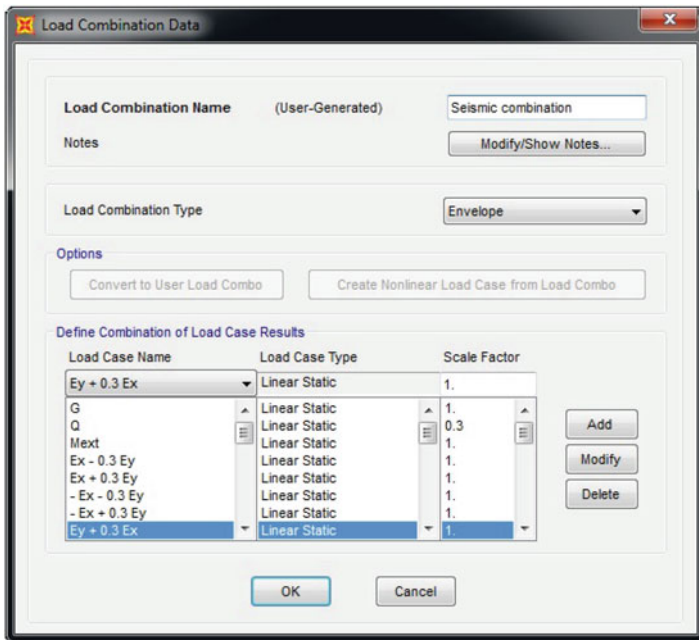 Load Combination Data
Load Combination Name (User-Generated) Seismic combination
Notes Modify/Show Notes...
Load Combination Type Envelope
Options
Convert to User Load Combo Create Nonlinear Load Case from Load Combo
Define Combination of Load Case Results
Load Case Name Load Case Type Scale Factor
Ey + 0.3 Ex Linear Static 1.
G Linear Static 1.
Q Linear Static 0.3
Mext Linear Static 1.
Ex - 0.3 Ey Linear Static 1.
Ex + 0.3 Ey Linear Static 1.
- Ex - 0.3 Ey Linear Static 1.
- Ex + 0.3 Ey Linear Static 1.
Ey + 0.3 Ex Linear Static 1.
Add
Modify
Delete
OK Cancel